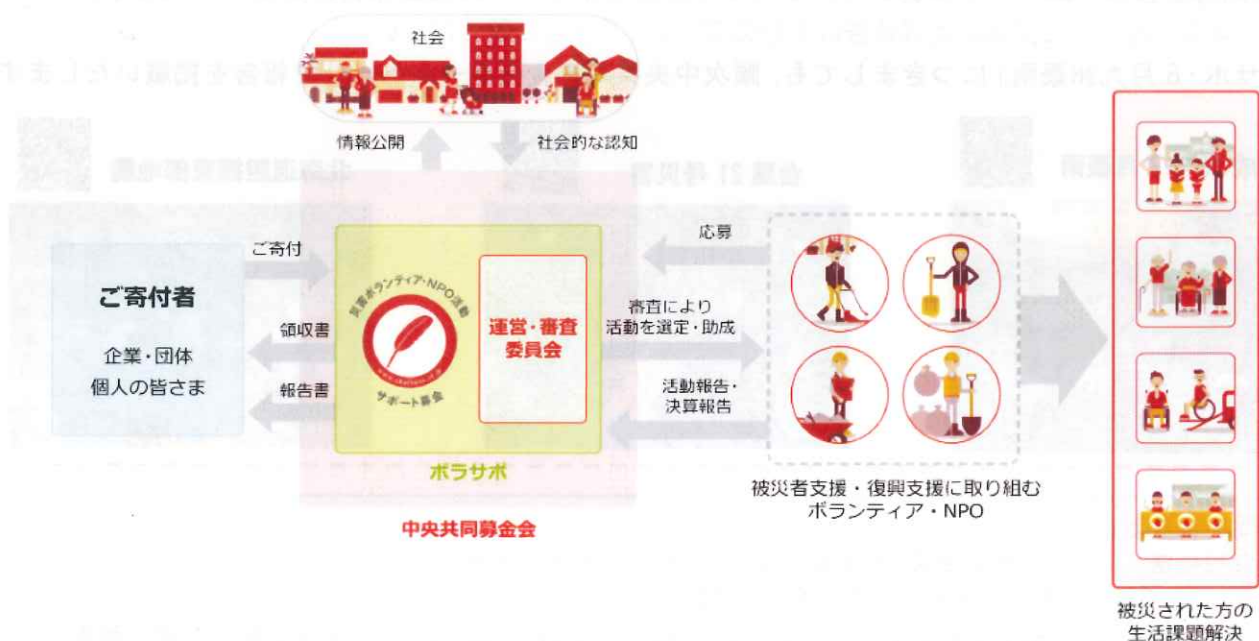 社会
情報公開
社会的な認知
ご寄付者
企業・団体
個人の皆さま
ご寄付
領収書
報告書
災害ボランティア・NPO活動
サポート募金
運営・審査
委員会
ボラサポ
中央共同募金会
応募
審査により
活動を選定・助成
活動報告・
決算報告
被災者支援・復興支援に取り組む
ボランティア・NPO
被災された方の
生活課題解決